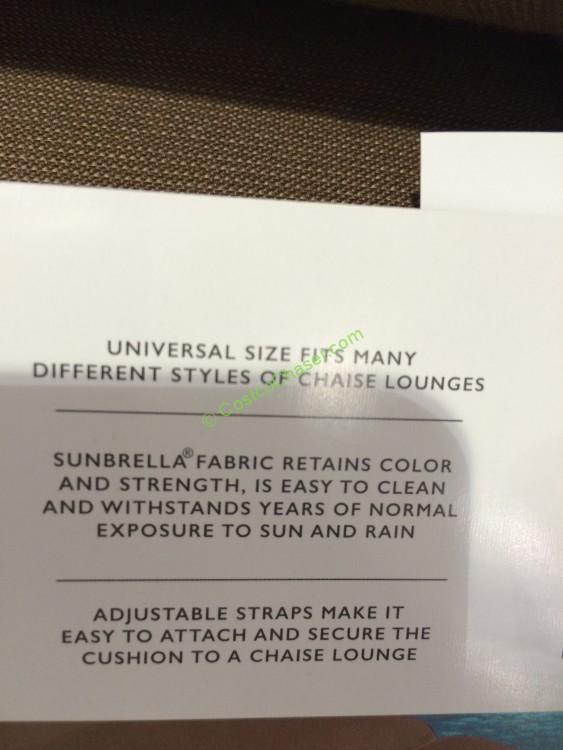 UNIVERSAL SIZE FITS MANY
DIFFERENT STYLES OF CHAISE LOUNGES
© CostcoChaser.com
SUNBRELLA® FABRIC RETAINS COLOR
AND STRENGTH, IS EASY TO CLEAN
AND WITHSTANDS YEARS OF NORMAL
EXPOSURE TO SUN AND RAIN
ADJUSTABLE STRAPS MAKE IT
EASY TO ATTACH AND SECURE THE
CUSHION TO A CHAISE LOUNGE